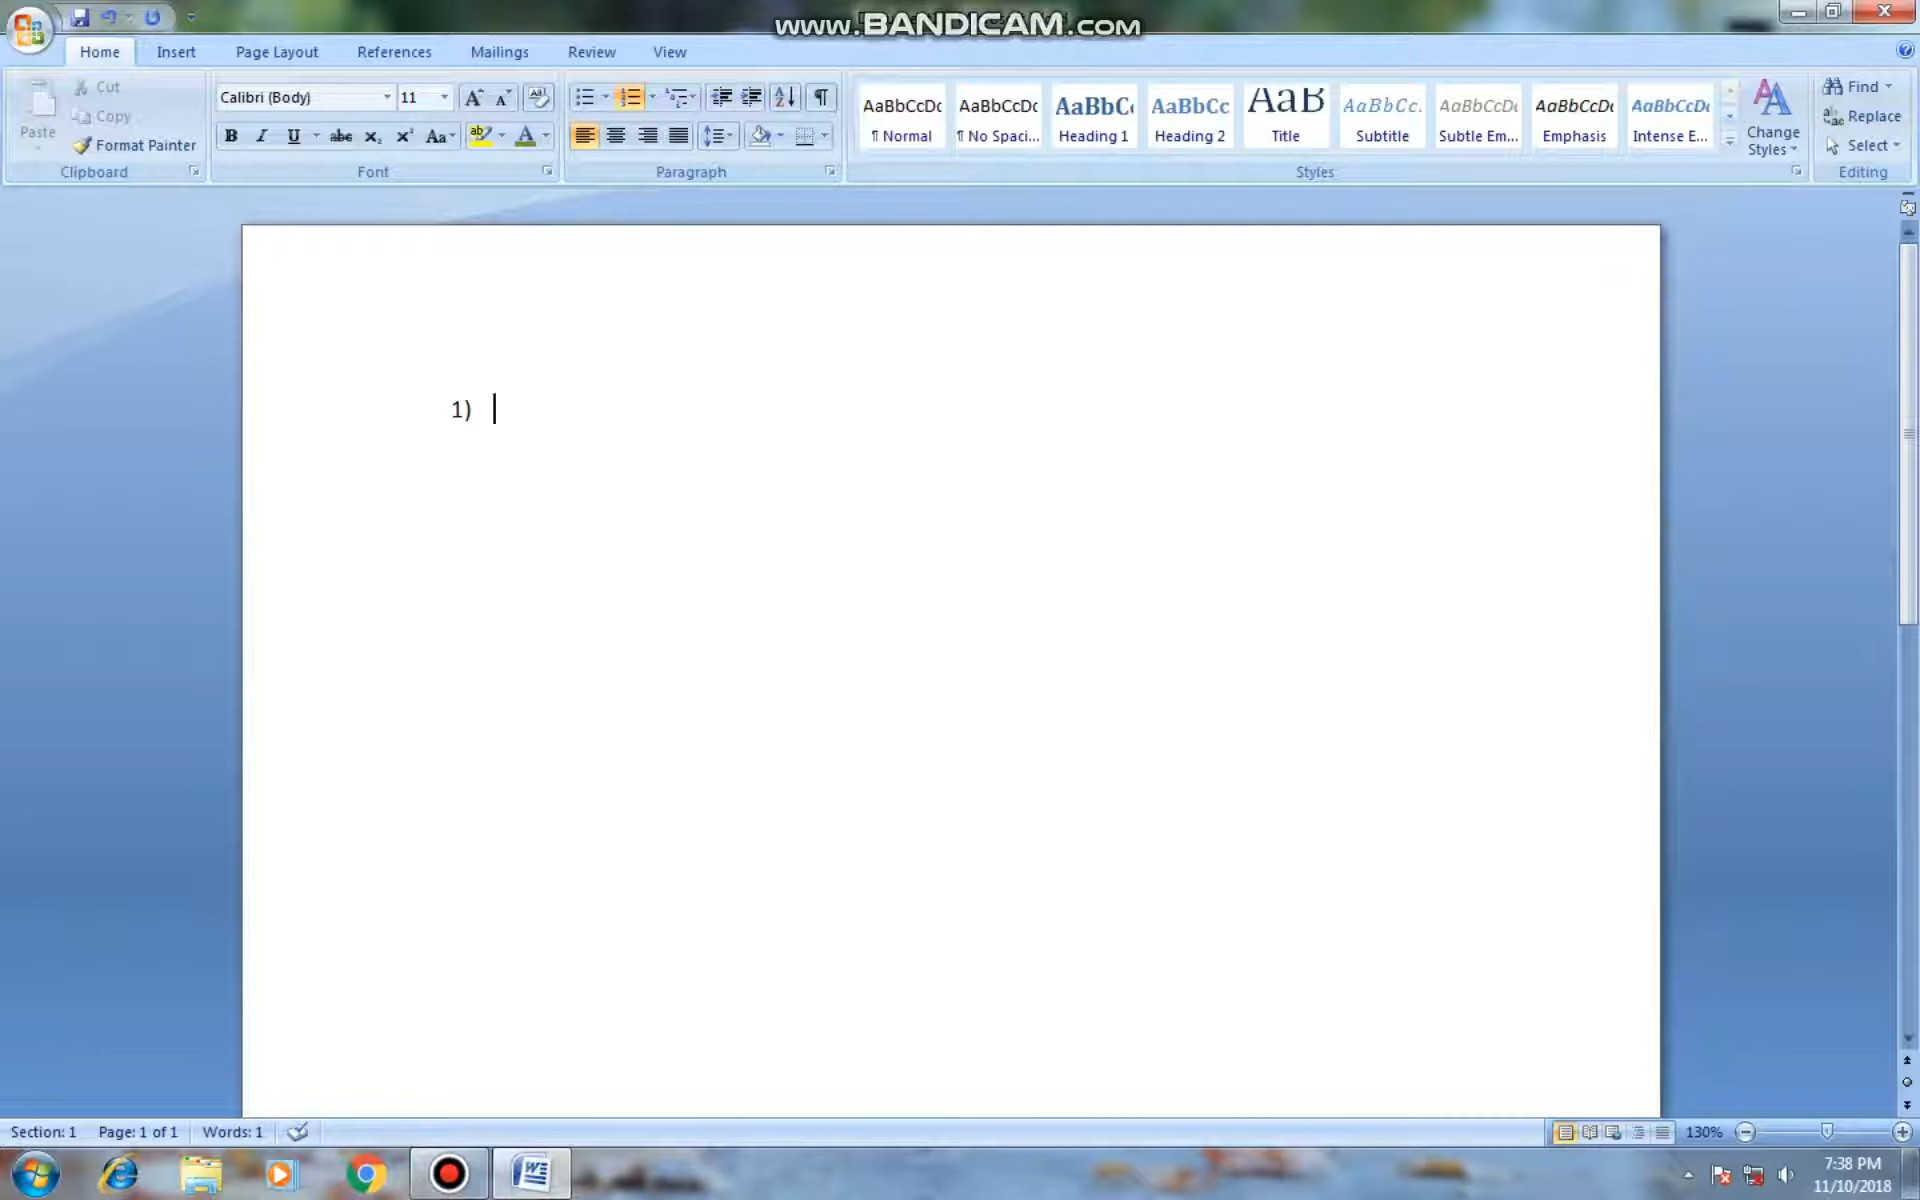 www.BANDICAM.com
Home Insert Page Layout References Mailings Review View
Paste
Cut
Copy
Format Painter
Clipboard
Calibri (Body) 11
Font
Paragraph
AaBbCcDc AaBbCcDc AaBbC AaBbCc AaB AaBbCc. AaBbCcDc AaBbCcDc AaBbCcDc
¶ Normal ¶ No Spaci... Heading 1 Heading 2 Title Subtitle Subtle Em... Emphasis Intense E...
Styles
Change
Styles
Find
Replace
Select
Editing
1)
Section: 1 Page: 1 of 1 Words: 1
130%
7:38 PM
11/10/2018